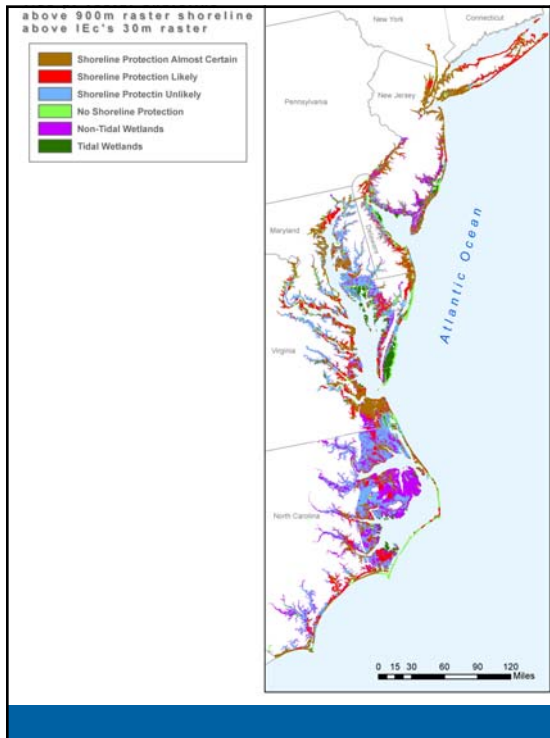 above 900m raster shoreline
above IEc's 30m raster
Shoreline Protection Almost Certain
Shoreline Protection Likely
Shoreline Protectin Unlikely
No Shoreline Protection
Non-Tidal Wetlands
Tidal Wetlands
New York
Connecticut
Pennsylvania
New Jersey
Maryland
Delaware
Atlantic Ocean
Virginia
North Carolina
0 15 30 60 90 120
Miles